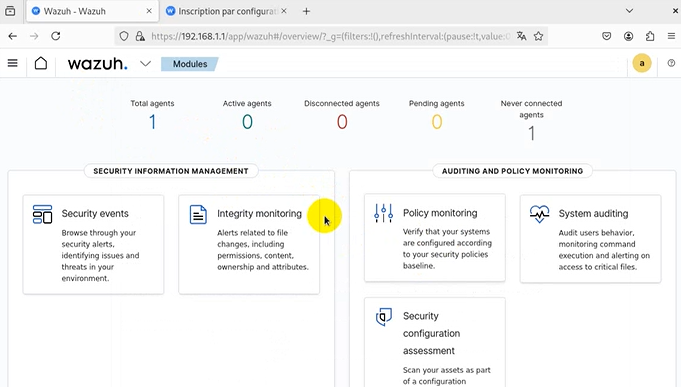 Wazuh - Wazuh
Inscription par configurat
https://192.168.1.1/app/wazuh#/overview/?_g=(filters:!(),refreshInterval:(pause:!t,value:0
wazuh.
Modules
a
Total agents
1
Active agents
0
Disconnected agents
0
Pending agents
0
Never connected
agents
1
SECURITY INFORMATION MANAGEMENT
Security events
Browse through your
security alerts,
identifying issues and
threats in your
environment.
Integrity monitoring
Alerts related to file
changes, including
permissions, content,
ownership and attributes.
AUDITING AND POLICY MONITORING
Policy monitoring
Verify that your systems
are configured according
to your security policies
baseline.
System auditing
Audit users behavior,
monitoring command
execution and alerting on
access to critical files.
Security
configuration
assessment
Scan your assets as part
of a configuration